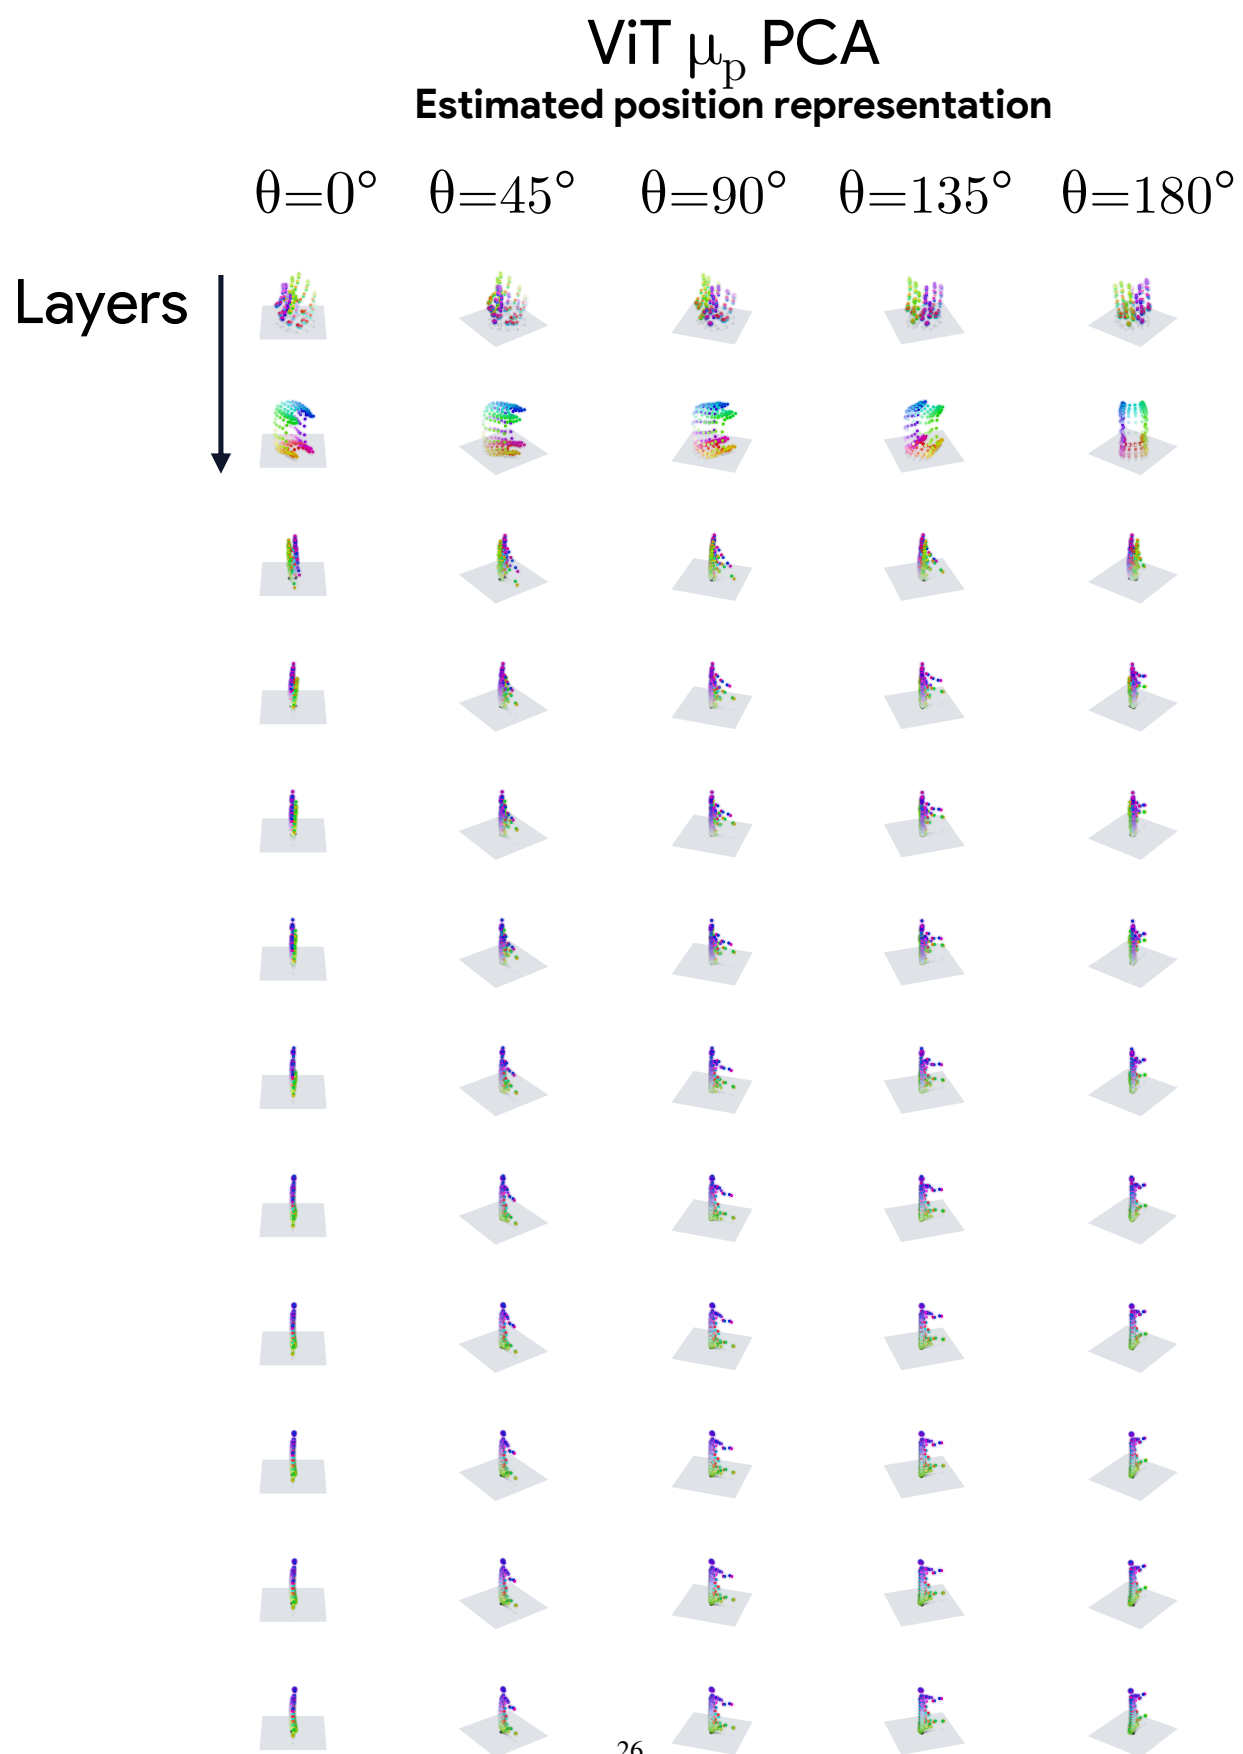 ViT μₚ PCA
Estimated position representation
θ=0° θ=45° θ=90° θ=135° θ=180°
Layers
26